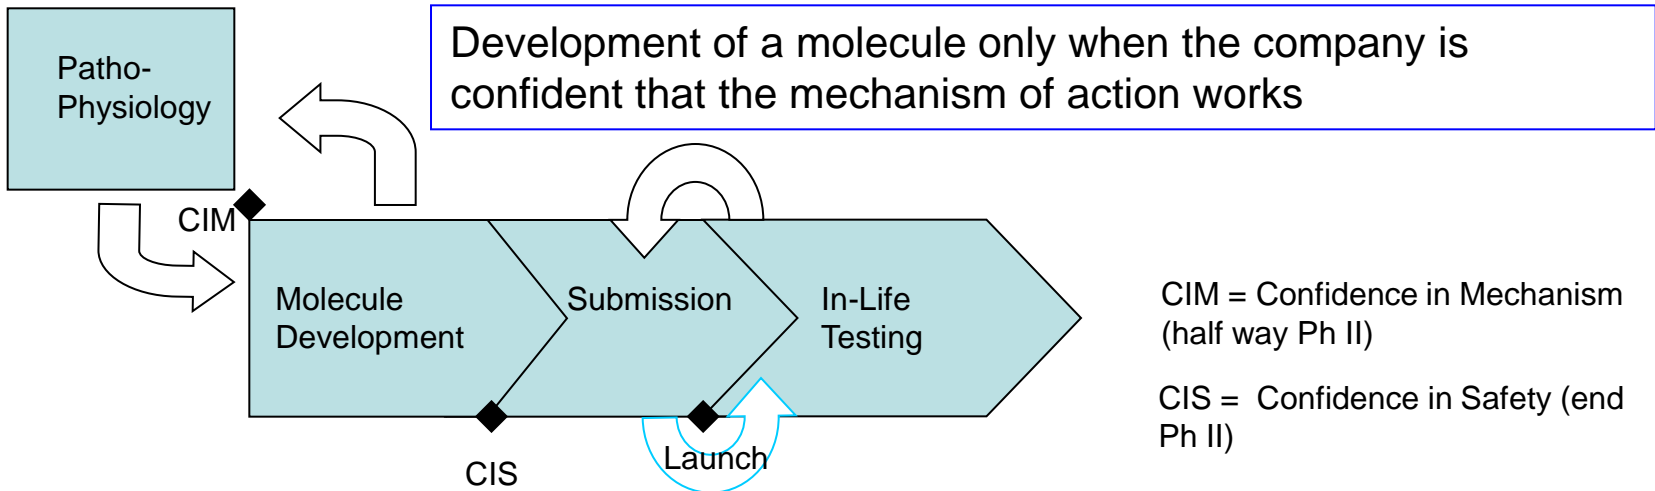 Patho-
Physiology
Development of a molecule only when the company is
confident that the mechanism of action works
CIM
Molecule
Development
Submission
In-Life
Testing
CIM = Confidence in Mechanism
(half way Ph II)
CIS =  Confidence in Safety (end
Ph II)
CIS
Launch